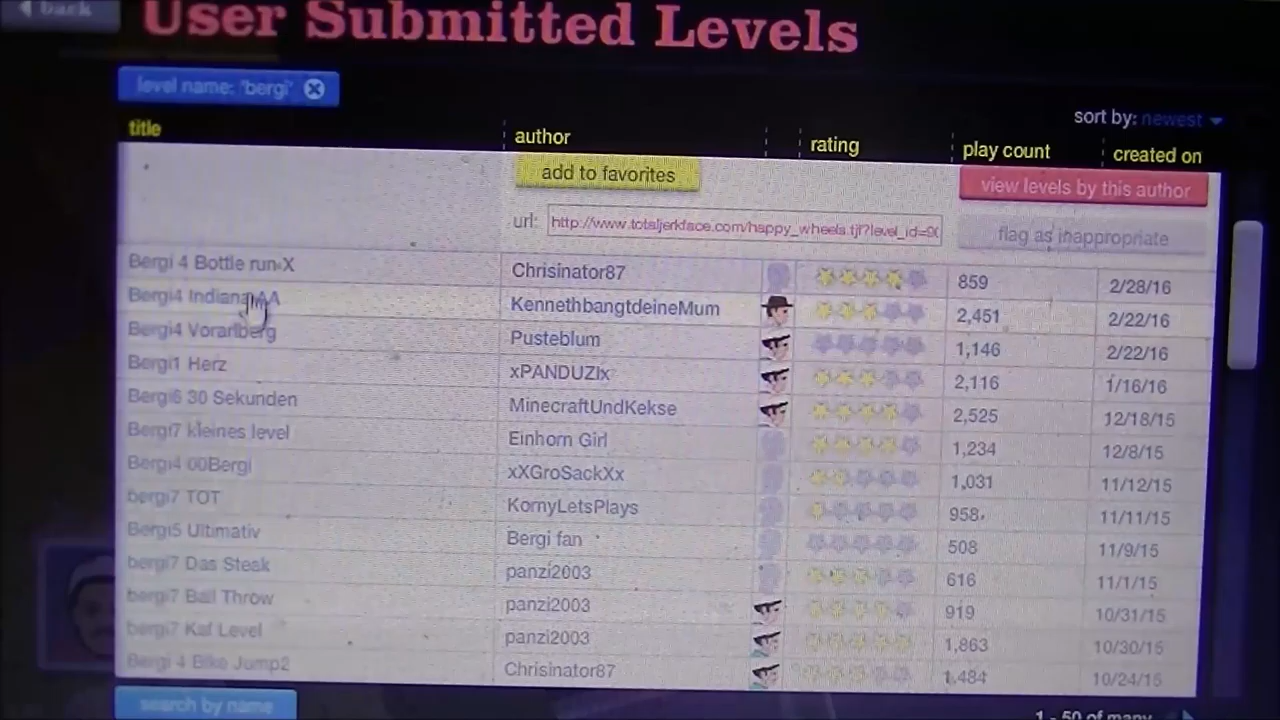 back
User Submitted Levels
level name: "bergi"
sort by: newest
title author rating play count created on
add to favorites view levels by this author
url: http://www.totaljerkface.com/happy_wheels.tjf?level_id=9 flag as inappropriate
Bergi 4 Bottle run X Chrisinator87 859 2/28/16
Bergi4 Indiana AA KennethbangtdeineMum 2,451 2/22/16
Bergi4 Vorarlberg Pusteblum 1,146 2/22/16
Bergi1 Herz xPANDUZIx 2,116 1/16/16
Bergi6 30 Sekunden MinecraftUndKekse 2,525 12/18/15
Bergi7 kleines level Einhorn Girl 1,234 12/8/15
Bergi4 00Bergi xXGroSackXx 1,031 11/12/15
bergi7 TOT KornyLetsPlays 958 11/11/15
Bergi5 Ultimativ Bergi fan 508 11/9/15
bergi7 Das Steak panzi2003 616 11/1/15
bergi7 Ball Throw panzi2003 919 10/31/15
bergi7 Kaf Level panzi2003 1,863 10/30/15
Bergi 4 Bike Jump2 Chrisinator87 1,484 10/24/15
search by name 1 - 50 of many